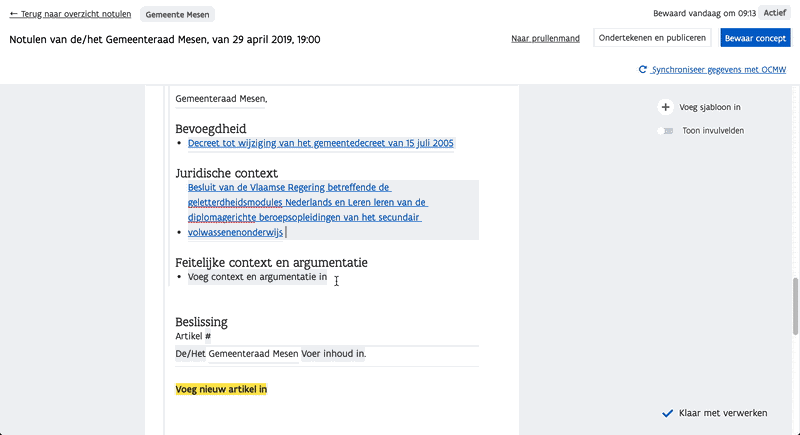 ← Terug naar overzicht notulen
Gemeente Mesen
Bewaard vandaag om 09:13
Actief
Notulen van de/het Gemeenteraad Mesen, van 29 april 2019, 19:00
Naar prullenmand
Ondertekenen en publiceren
Bewaar concept
Synchroniseer gegevens met OCMW
Gemeenteraad Mesen,
Voeg sjabloon in
Toon invulvelden
Bevoegdheid
• Decreet tot wijziging van het gemeentedecreet van 15 juli 2005
Juridische context
Besluit van de Vlaamse Regering betreffende de
geletterdheidsmodules Nederlands en Leren leren van de
diplomagerichte beroepsopleidingen van het secundair
• volwassenenonderwijs
Feitelijke context en argumentatie
• Voeg context en argumentatie in
Beslissing
Artikel #
De/Het Gemeenteraad Mesen Voer inhoud in.
Voeg nieuw artikel in
Klaar met verwerken